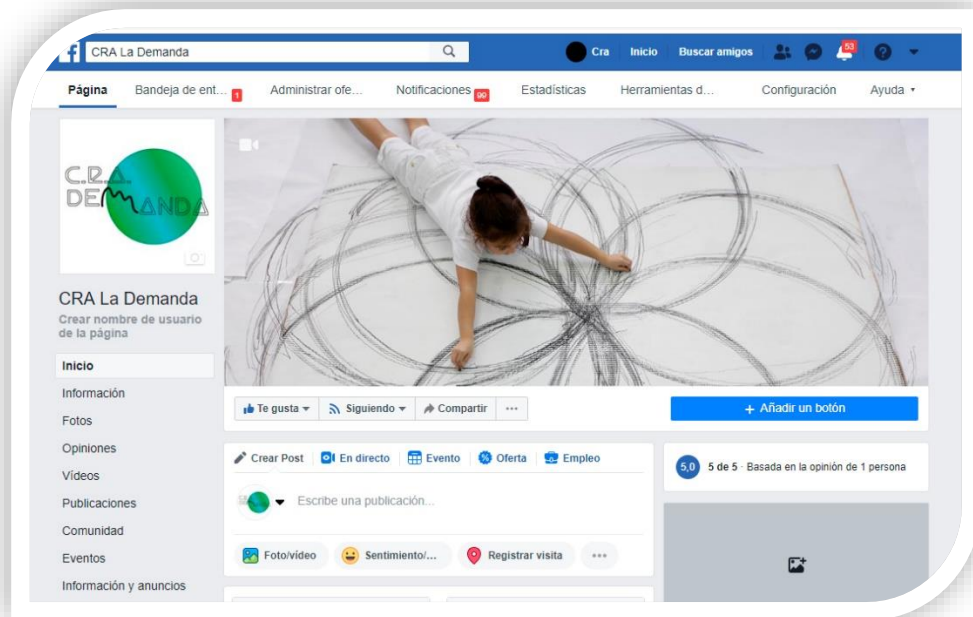 CRA La Demanda
Cra Inicio Buscar amigos 53
Página Bandeja de ent... 1 Administrar ofe... Notificaciones 99 Estadísticas Herramientas d... Configuración Ayuda
C.R.A.
DEMANDA
CRA La Demanda
Crear nombre de usuario
de la página
Inicio
Información
Fotos
Opiniones
Vídeos
Publicaciones
Comunidad
Eventos
Información y anuncios
Te gusta Siguiendo Compartir ...
+ Añadir un botón
Crear Post En directo Evento Oferta Empleo
Escribe una publicación...
Foto/vídeo Sentimiento/... Registrar visita ...
5,0 5 de 5 · Basada en la opinión de 1 persona